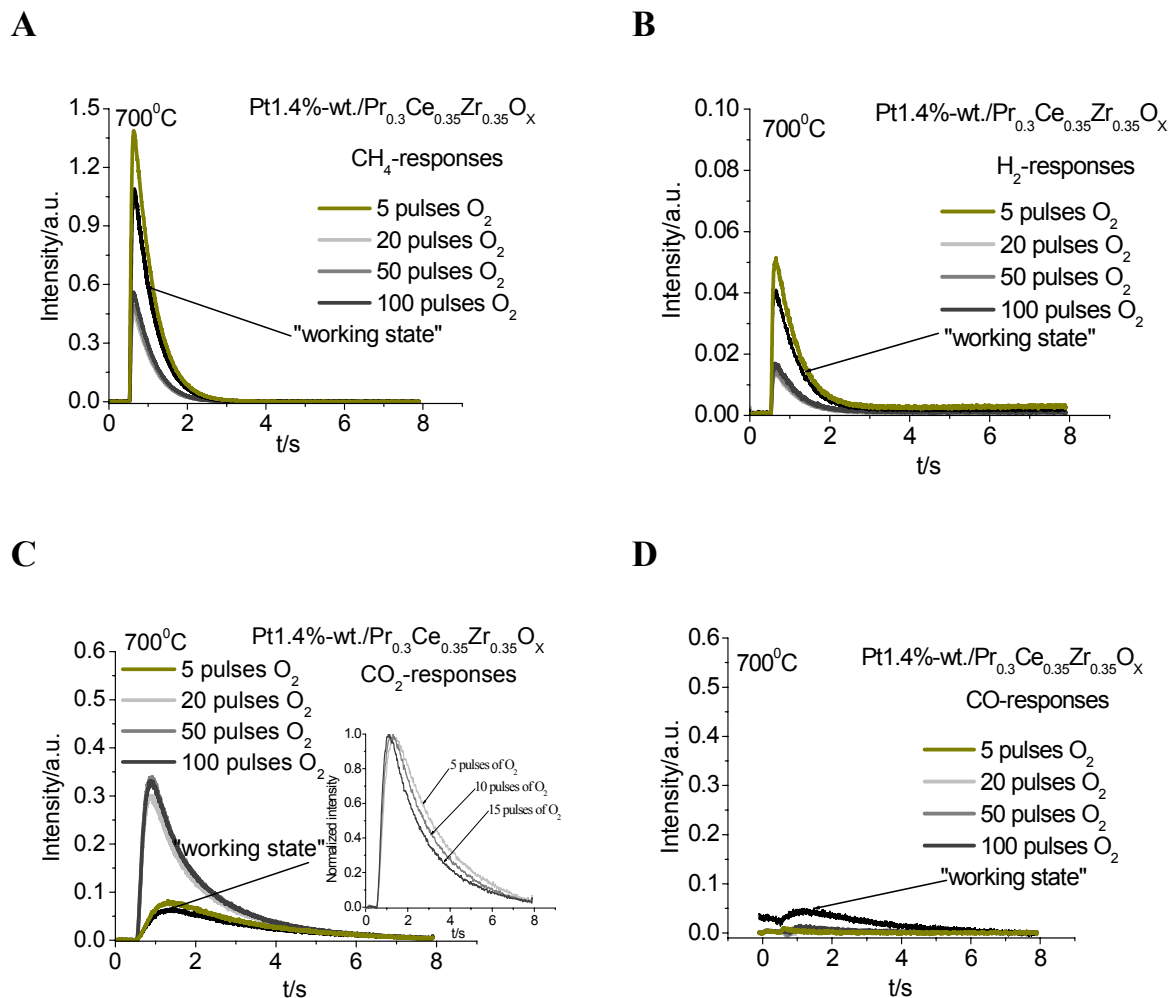 A
700⁰C
Pt1.4%-wt./Pr₀.₃Ce₀.₃₅Zr₀.₃₅Oₓ
CH₄-responses
5 pulses O₂
20 pulses O₂
50 pulses O₂
100 pulses O₂
"working state"
Intensity/a.u.
1.5
1.2
0.9
0.6
0.3
0.0
0 2 4 6 8
t/s
B
700⁰C
Pt1.4%-wt./Pr₀.₃Ce₀.₃₅Zr₀.₃₅Oₓ
H₂-responses
5 pulses O₂
20 pulses O₂
50 pulses O₂
100 pulses O₂
"working state"
Intensity/a.u.
0.10
0.08
0.06
0.04
0.02
0.00
0 2 4 6 8
t/s
C
700⁰C
Pt1.4%-wt./Pr₀.₃Ce₀.₃₅Zr₀.₃₅Oₓ
5 pulses O₂
20 pulses O₂
50 pulses O₂
100 pulses O₂
CO₂-responses
"working state"
Intensity/a.u.
0.6
0.5
0.4
0.3
0.2
0.1
0.0
0 2 4 6 8
t/s
Normalized intensity
1.0
0.8
0.6
0.4
0.2
0.0
5 pulses of O₂
10 pulses of O₂
15 pulses of O₂
0 1 2 3 4 5 6 7 8 9
t/s
D
700⁰C
Pt1.4%-wt./Pr₀.₃Ce₀.₃₅Zr₀.₃₅Oₓ
CO-responses
5 pulses O₂
20 pulses O₂
50 pulses O₂
100 pulses O₂
"working state"
Intensity/a.u.
0.6
0.5
0.4
0.3
0.2
0.1
0.0
0 2 4 6 8
t/s